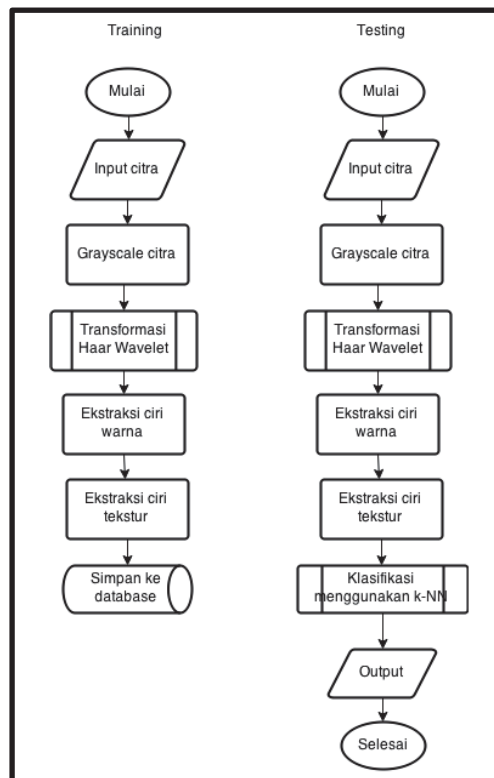 Training
Mulai
Input citra
Grayscale citra
Transformasi
Haar Wavelet
Ekstraksi ciri
warna
Ekstraksi ciri
tekstur
Simpan ke
database
Testing
Mulai
Input citra
Grayscale citra
Transformasi
Haar Wavelet
Ekstraksi ciri
warna
Ekstraksi ciri
tekstur
Klasifikasi
menggunakan k-NN
Output
Selesai